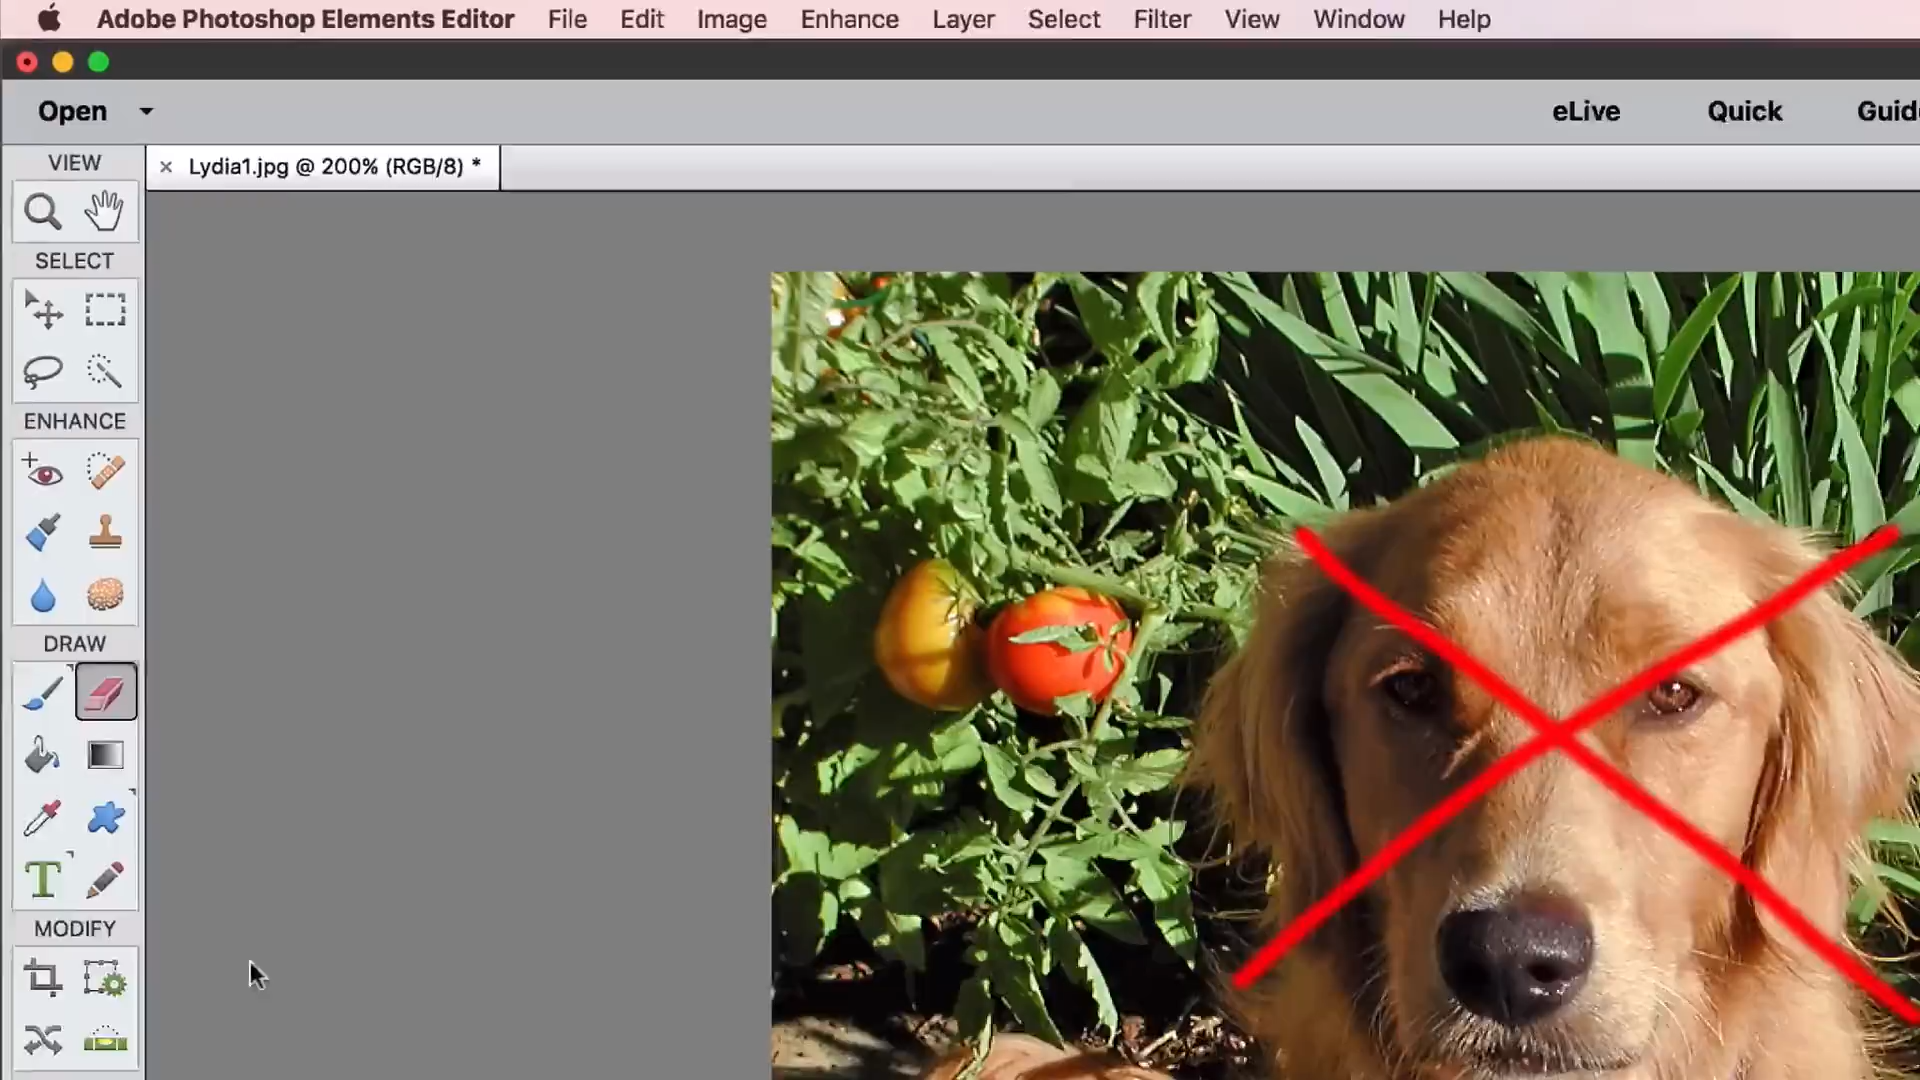 Adobe Photoshop Elements Editor File Edit Image Enhance Layer Select Filter View Window Help
Open eLive Quick Guid
VIEW
Lydia1.jpg @ 200% (RGB/8) *
SELECT
ENHANCE
DRAW
T
MODIFY